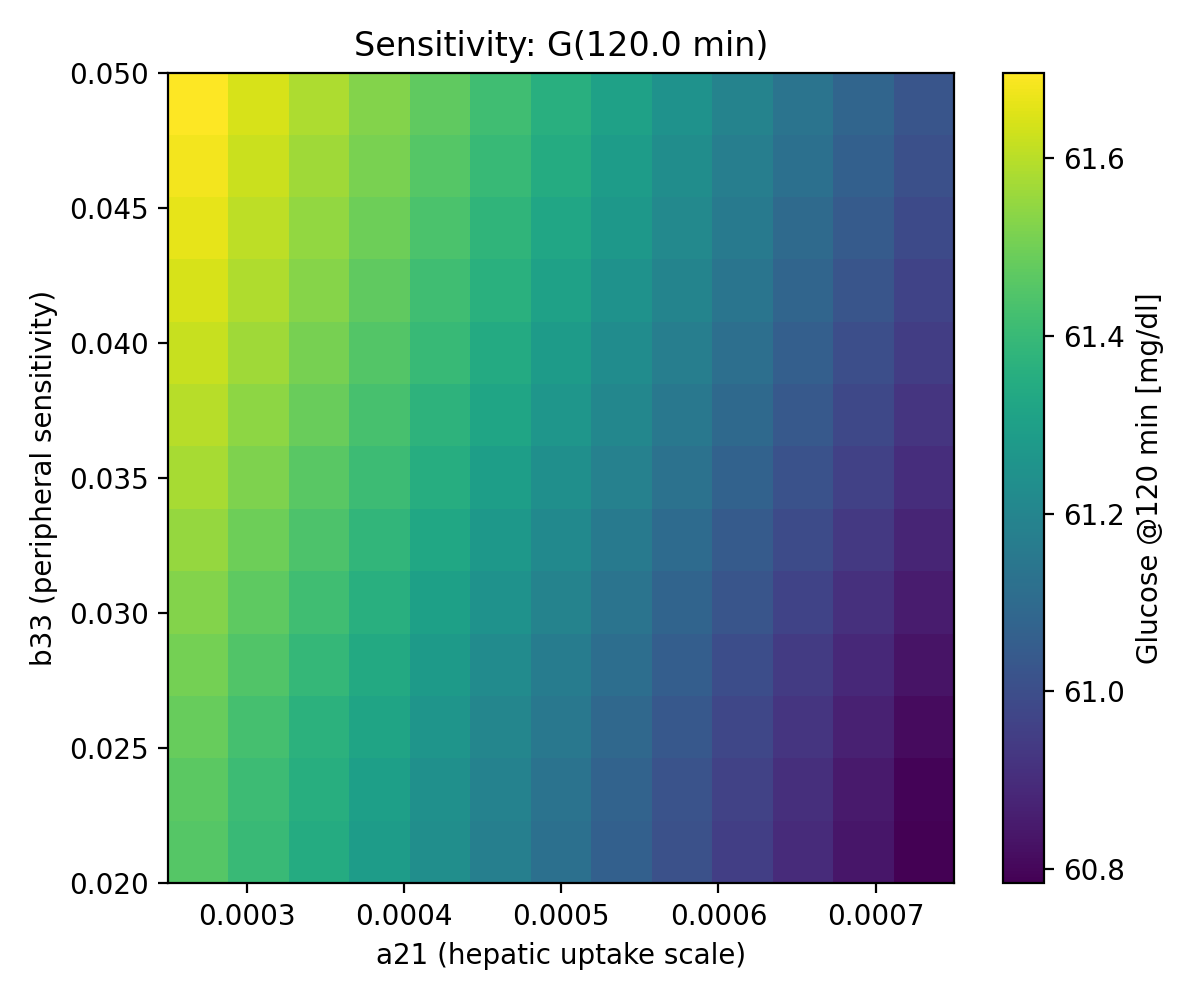 Sensitivity: G(120.0 min)
0.050
0.045
0.040
0.035
0.030
0.025
0.020
b33 (peripheral sensitivity)
0.0003 0.0004 0.0005 0.0006 0.0007
a21 (hepatic uptake scale)
61.6
61.4
61.2
61.0
60.8
Glucose @120 min [mg/dl]